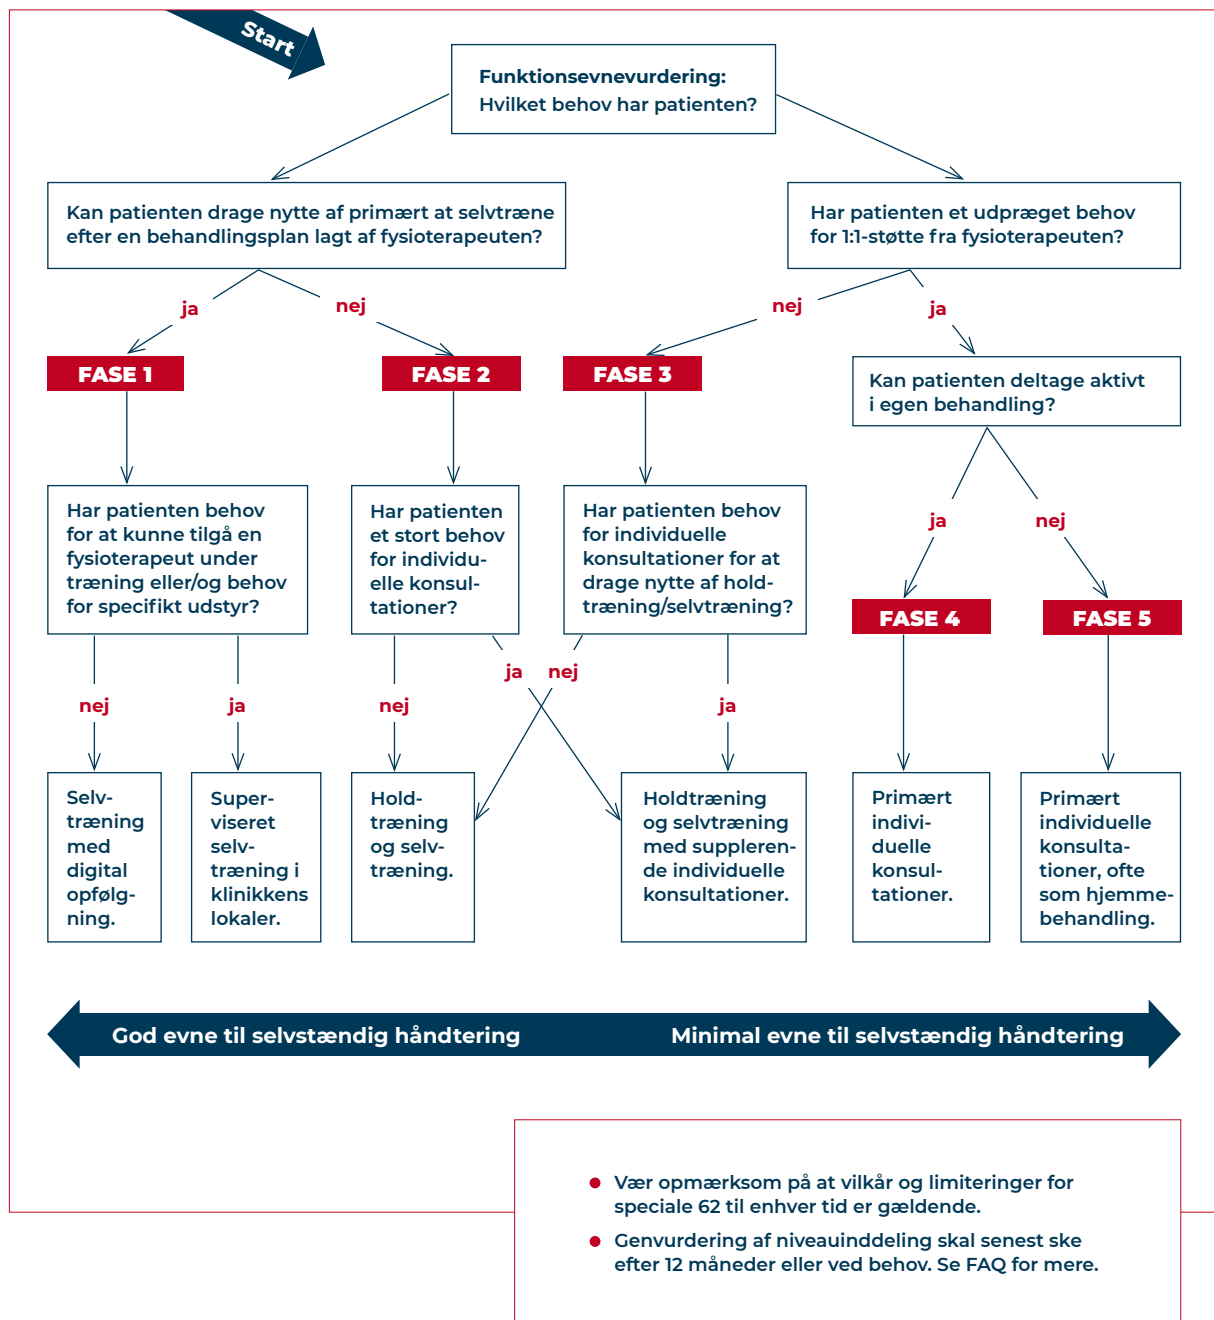 Start
Funktionsevnevurdering:
Hvilket behov har patienten?
Kan patienten drage nytte af primært at selvtræne
efter en behandlingsplan lagt af fysioterapeuten?
Har patienten et udpræget behov
for 1:1-støtte fra fysioterapeuten?
ja
nej
nej
ja
FASE 1
FASE 2
FASE 3
Kan patienten deltage aktivt
i egen behandling?
Har patienten behov
for at kunne tilgå en
fysioterapeut under
træning eller/og behov
for specifikt udstyr?
Har patienten
et stort behov
for individu-
elle konsul-
tationer?
Har patienten behov
for individuelle
konsultationer for at
drage nytte af hold-
træning/selvtræning?
ja
nej
FASE 4
FASE 5
nej
ja
nej
ja
nej
ja
Selv-
træning
med
digital
opfølg-
ning.
Super-
viseret
selv-
træning i
klinikkens
lokaler.
Hold-
træning
og selv-
træning.
Holdtræning
og selvtræning
med suppleren-
de individuelle
konsultationer.
Primært
indivi-
duelle
konsul-
tationer.
Primært
individuelle
konsulta-
tioner, ofte
som hjemme-
behandling.
God evne til selvstændig håndtering
Minimal evne til selvstændig håndtering
● Vær opmærksom på at vilkår og limiteringer for
speciale 62 til enhver tid er gældende.
● Genvurdering af niveauinddeling skal senest ske
efter 12 måneder eller ved behov. Se FAQ for mere.